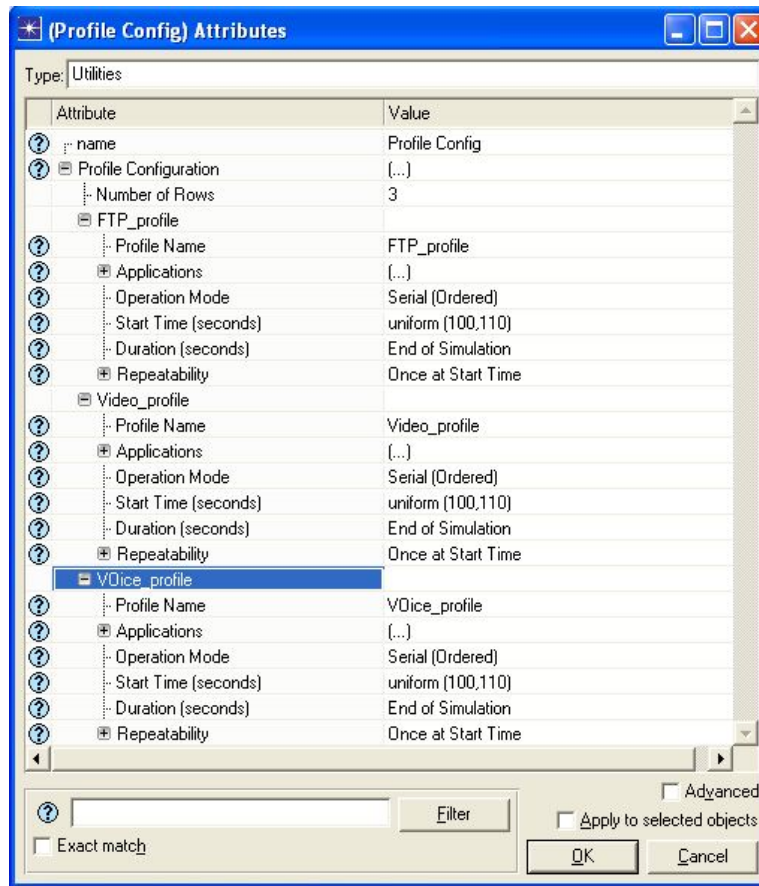 (Profile Config) Attributes
Type: Utilities
Attribute Value
name Profile Config
Profile Configuration (...)
Number of Rows 3
FTP_profile
Profile Name FTP_profile
Applications (...)
Operation Mode Serial (Ordered)
Start Time (seconds) uniform (100,110)
Duration (seconds) End of Simulation
Repeatability Once at Start Time
Video_profile
Profile Name Video_profile
Applications (...)
Operation Mode Serial (Ordered)
Start Time (seconds) uniform (100,110)
Duration (seconds) End of Simulation
Repeatability Once at Start Time
VOice_profile
Profile Name VOice_profile
Applications (...)
Operation Mode Serial (Ordered)
Start Time (seconds) uniform (100,110)
Duration (seconds) End of Simulation
Repeatability Once at Start Time
Advanced
Filter
Apply to selected objects
Exact match
OK Cancel